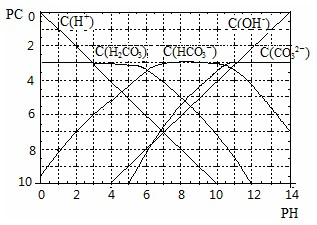 PC 0
C(H⁺)
C(OH⁻)
2
C(H₂CO₃)
C(HCO₃⁻)
C(CO₃²⁻)
4
6
8
10
0 2 4 6 8 10 12 14
PH